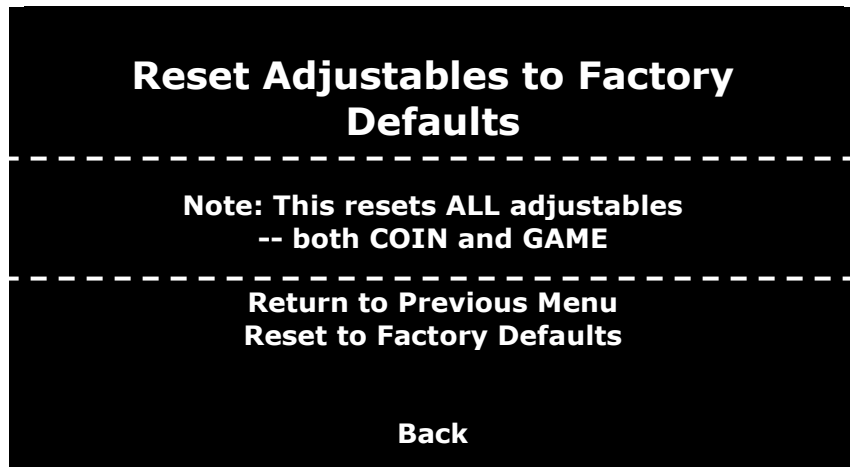 Reset Adjustables to Factory
Defaults
Note: This resets ALL adjustables
-- both COIN and GAME
Return to Previous Menu
Reset to Factory Defaults
Back